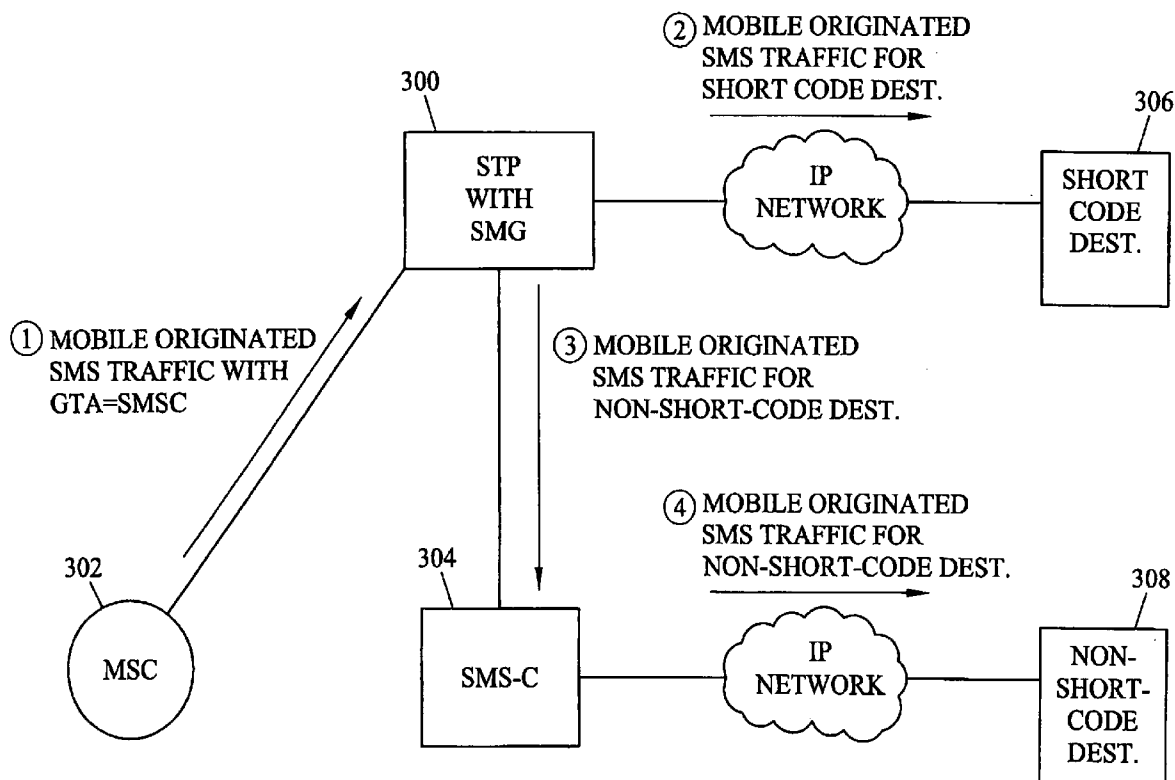 ② MOBILE ORIGINATED
SMS TRAFFIC FOR
SHORT CODE DEST.
300
306
STP
WITH
SMG
IP
NETWORK
SHORT
CODE
DEST.
① MOBILE ORIGINATED
SMS TRAFFIC WITH
GTA=SMSC
③ MOBILE ORIGINATED
SMS TRAFFIC FOR
NON-SHORT-CODE DEST.
④ MOBILE ORIGINATED
SMS TRAFFIC FOR
NON-SHORT-CODE DEST.
302
304
308
MSC
SMS-C
IP
NETWORK
NON-
SHORT-
CODE
DEST.